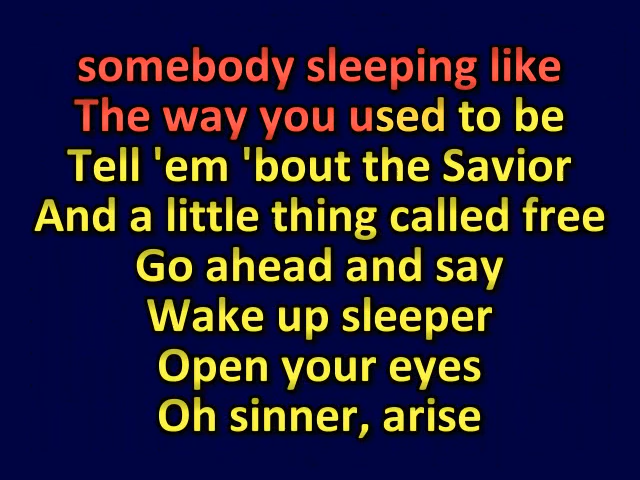 somebody sleeping like
The way you used to be
Tell 'em 'bout the Savior
And a little thing called free
Go ahead and say
Wake up sleeper
Open your eyes
Oh sinner, arise